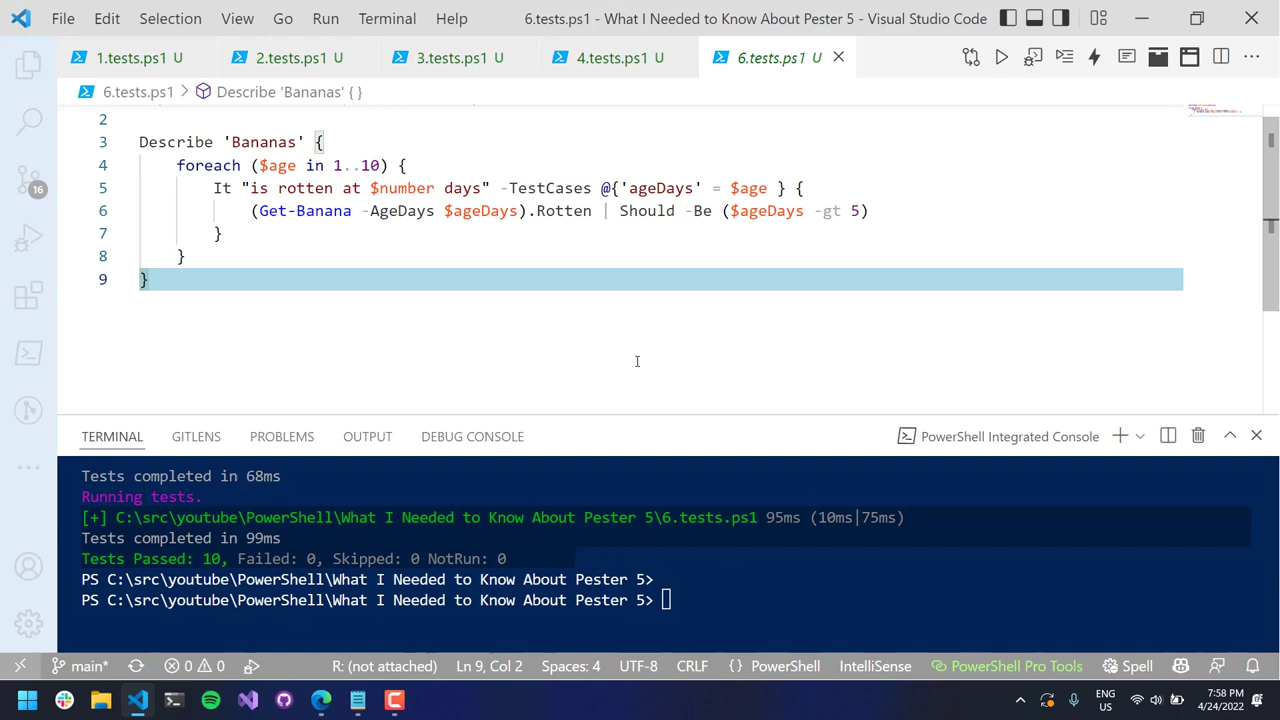 File Edit Selection View Go Run Terminal Help 6.tests.ps1 - What I Needed to Know About Pester 5 - Visual Studio Code
1.tests.ps1 U 2.tests.ps1 U 3.tests.ps1 U 4.tests.ps1 U 6.tests.ps1 U
6.tests.ps1 > Describe 'Bananas' { }
2
3 Describe 'Bananas' {
4 foreach ($age in 1..10) {
5 It "is rotten at $number days" -TestCases @{'ageDays' = $age } {
6 (Get-Banana -AgeDays $ageDays).Rotten | Should -Be ($ageDays -gt 5)
7 }
8 }
9 }
16
TERMINAL GITLENS PROBLEMS OUTPUT DEBUG CONSOLE PowerShell Integrated Console
Tests completed in 68ms
Running tests.
[+] C:\src\youtube\PowerShell\What I Needed to Know About Pester 5\6.tests.ps1 95ms (10ms|75ms)
Tests completed in 99ms
Tests Passed: 10, Failed: 0, Skipped: 0 NotRun: 0
PS C:\src\youtube\PowerShell\What I Needed to Know About Pester 5>
PS C:\src\youtube\PowerShell\What I Needed to Know About Pester 5>
main* 0 0 R: (not attached) Ln 9, Col 2 Spaces: 4 UTF-8 CRLF { } PowerShell IntelliSense PowerShell Pro Tools Spell
ENG 7:58 PM
US 4/24/2022